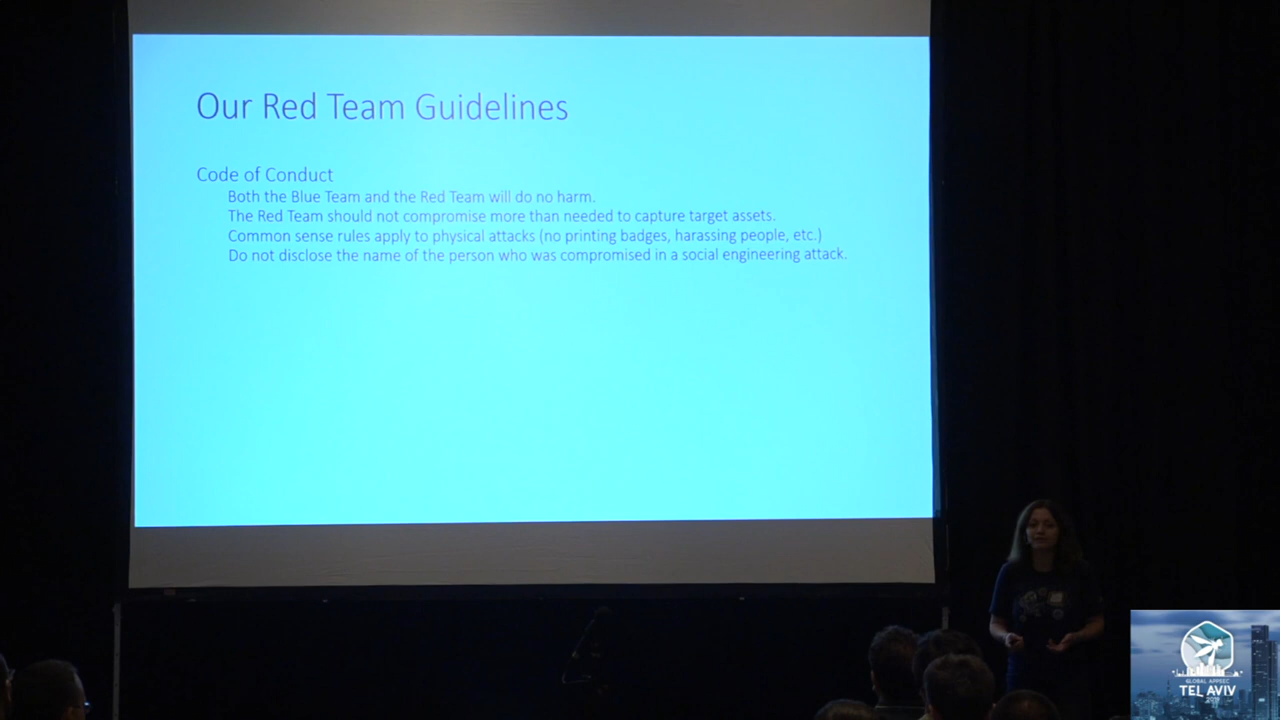 Our Red Team Guidelines
Code of Conduct
Both the Blue Team and the Red Team will do no harm.
The Red Team should not compromise more than needed to capture target assets.
Common sense rules apply to physical attacks (no printing badges, harassing people, etc.)
Do not disclose the name of the person who was compromised in a social engineering attack.
GLOBAL APPSEC
TEL AVIV
2019